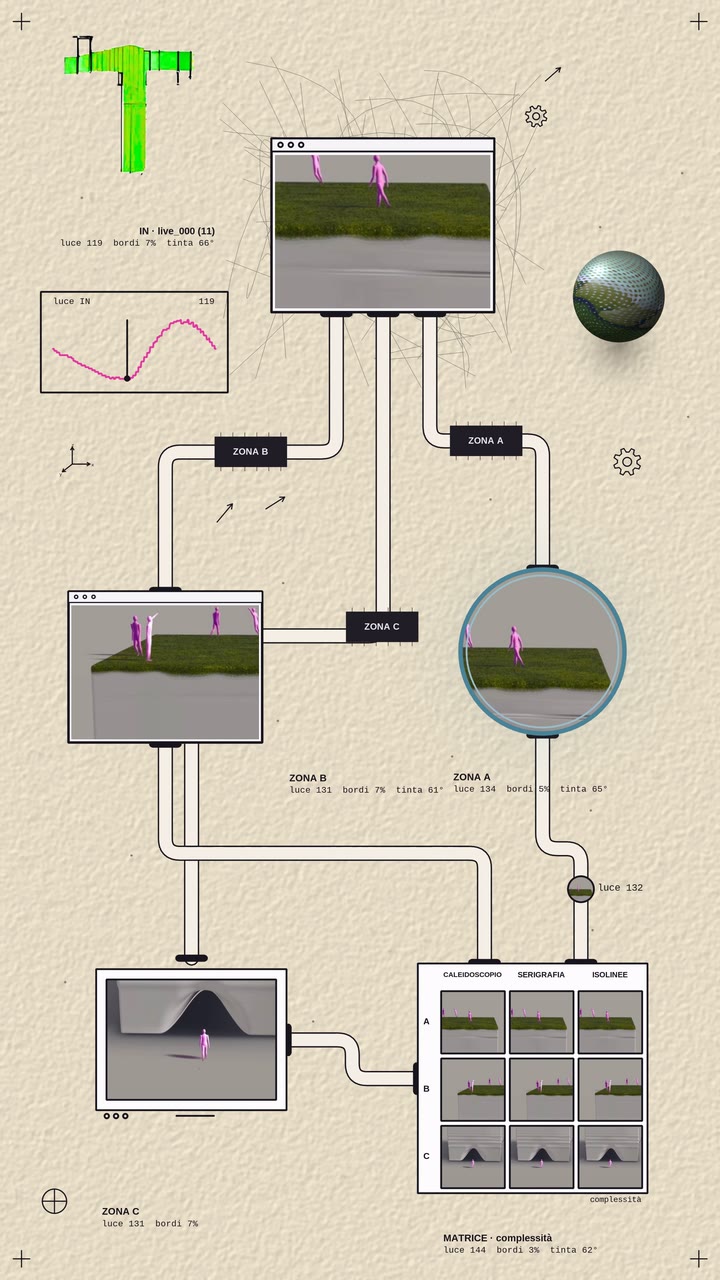 IN · live_000 (11)
luce 119 bordi 7% tinta 66°
luce IN 119
ZONA B
ZONA A
ZONA C
ZONA B
luce 131 bordi 7% tinta 61°
ZONA A
luce 134 bordi 5% tinta 65°
luce 132
CALEIDOSCOPIO SERIGRAFIA ISOLINEE
A
B
C
complessità
ZONA C
luce 131 bordi 7%
MATRICE · complessità
luce 144 bordi 3% tinta 62°